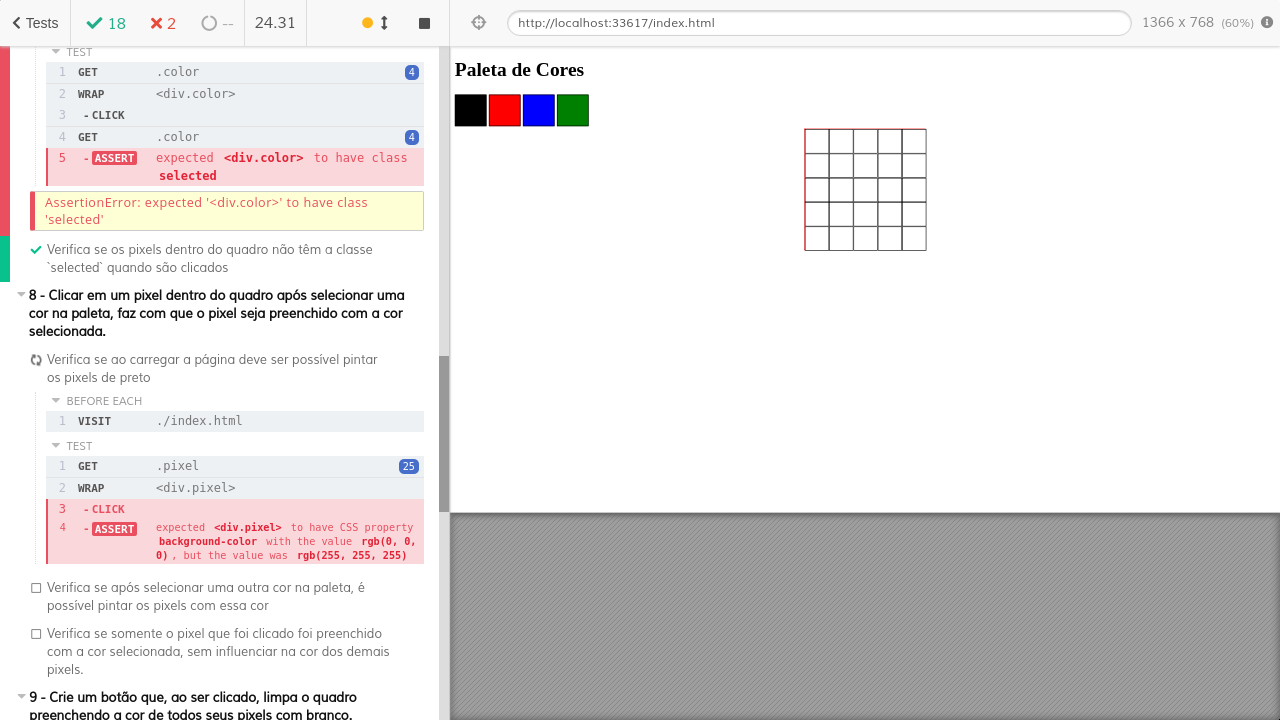 Tests
18
2
--
24.31
http://localhost:33617/index.html
1366 x 768 (60%)
TEST
1 GET .color 4
2 WRAP <div.color>
3 - CLICK
4 GET .color 4
5 - ASSERT expected <div.color> to have class
selected
AssertionError: expected '<div.color>' to have class
'selected'
Verifica se os pixels dentro do quadro não têm a classe
`selected` quando são clicados
8 - Clicar em um pixel dentro do quadro após selecionar uma
cor na paleta, faz com que o pixel seja preenchido com a cor
selecionada.
Verifica se ao carregar a página deve ser possível pintar
os pixels de preto
BEFORE EACH
1 VISIT ./index.html
TEST
1 GET .pixel 25
2 WRAP <div.pixel>
3 - CLICK
4 - ASSERT expected <div.pixel> to have CSS property
background-color with the value rgb(0, 0,
0), but the value was rgb(255, 255, 255)
Verifica se após selecionar uma outra cor na paleta, é
possível pintar os pixels com essa cor
Verifica se somente o pixel que foi clicado foi preenchido
com a cor selecionada, sem influenciar na cor dos demais
pixels.
9 - Crie um botão que, ao ser clicado, limpa o quadro
preenchendo a cor de todos seus pixels com branco.
Paleta de Cores